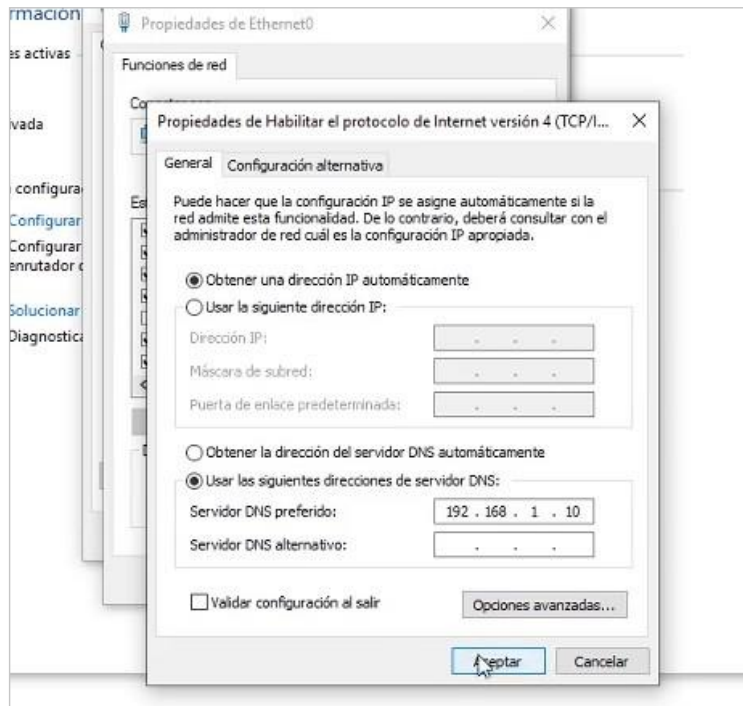 rmación
Propiedades de Ethernet0
es activas
Funciones de red
vada
Propiedades de Habilitar el protocolo de Internet versión 4 (TCP/I...
General Configuración alternativa
configura
Configurar
Configurar
enrutador
Solucionar
Diagnostica
Puede hacer que la configuración IP se asigne automáticamente si la
red admite esta funcionalidad. De lo contrario, deberá consultar con el
administrador de red cuál es la configuración IP apropiada.
Obtener una dirección IP automáticamente
Usar la siguiente dirección IP:
Dirección IP:
Máscara de subred:
Puerta de enlace predeterminada:
Obtener la dirección del servidor DNS automáticamente
Usar las siguientes direcciones de servidor DNS:
Servidor DNS preferido: 192 . 168 . 1 . 10
Servidor DNS alternativo:
Validar configuración al salir
Opciones avanzadas...
Aceptar Cancelar